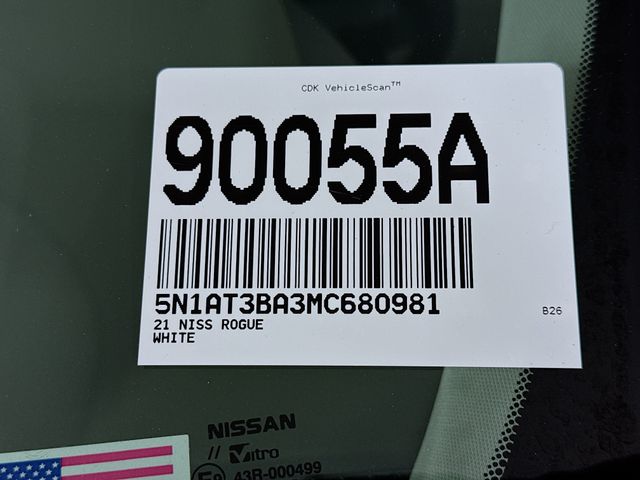 CDK VehicleScan™
90055A
5N1AT3BA3MC680981
21 NISS ROGUE
WHITE
B26
NISSAN
// Vitro
43R-000499